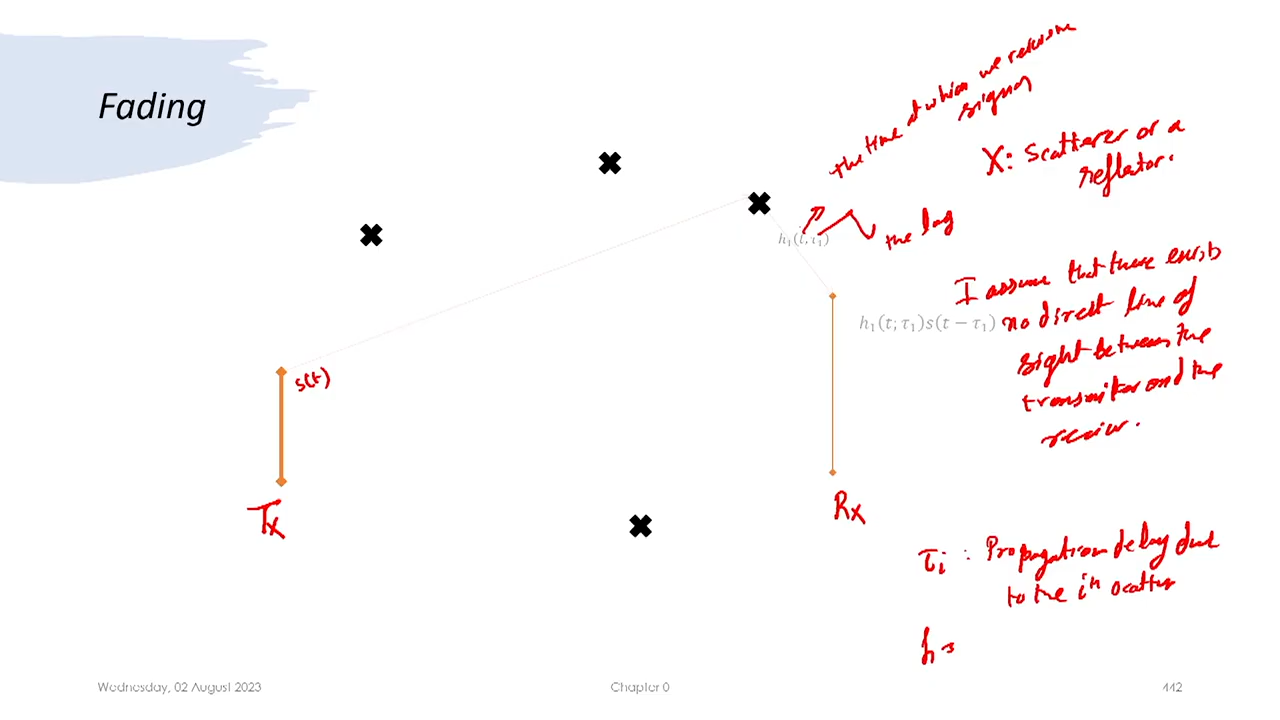 Fading
the time at which we receive
signal
X: Scatterer or a
reflector.
h₁(t; τ₁)
the lag
I assume that there exists
no direct line of
sight between the
transmitter and the
h₁(t; τ₁)s(t − τ₁)
s(t)
Tx
Rx
τᵢ : Propagation delay due
to the iᵗʰ
h
Wednesday, 02 August 2023
Chapter 0
442